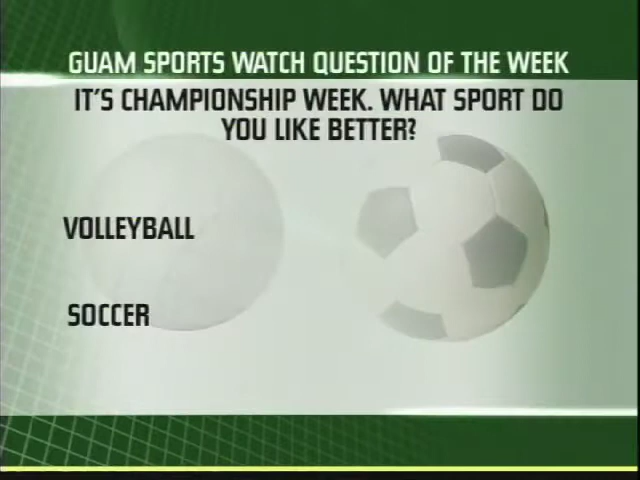 GUAM SPORTS WATCH QUESTION OF THE WEEK
IT'S CHAMPIONSHIP WEEK. WHAT SPORT DO
YOU LIKE BETTER?
VOLLEYBALL
SOCCER